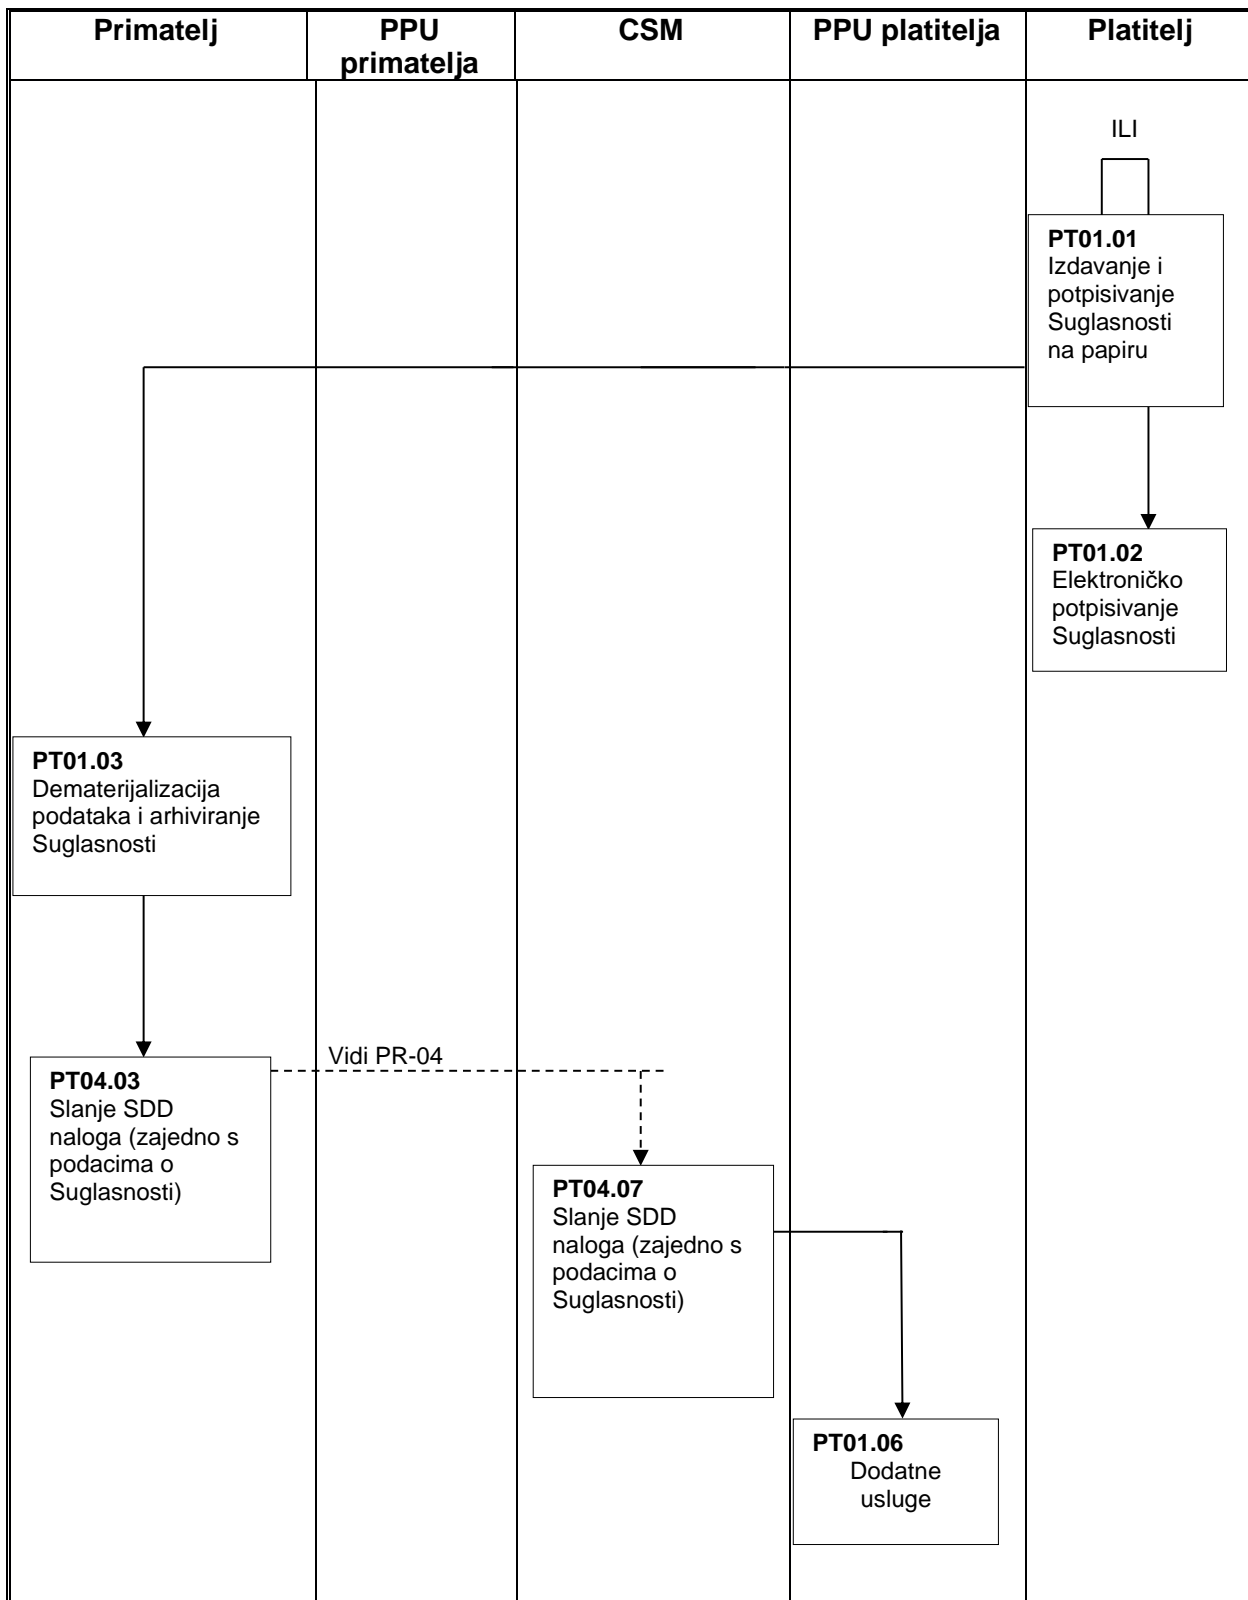 Primatelj
PPU
primatelja
CSM
PPU platitelja
Platitelj
ILI
PT01.01
Izdavanje i
potpisivanje
Suglasnosti
na papiru
PT01.02
Elektroničko
potpisivanje
Suglasnosti
PT01.03
Dematerijalizacija
podataka i arhiviranje
Suglasnosti
Vidi PR-04
PT04.03
Slanje SDD
naloga (zajedno s
podacima o
Suglasnosti)
PT04.07
Slanje SDD
naloga (zajedno s
podacima o
Suglasnosti)
PT01.06
Dodatne
usluge